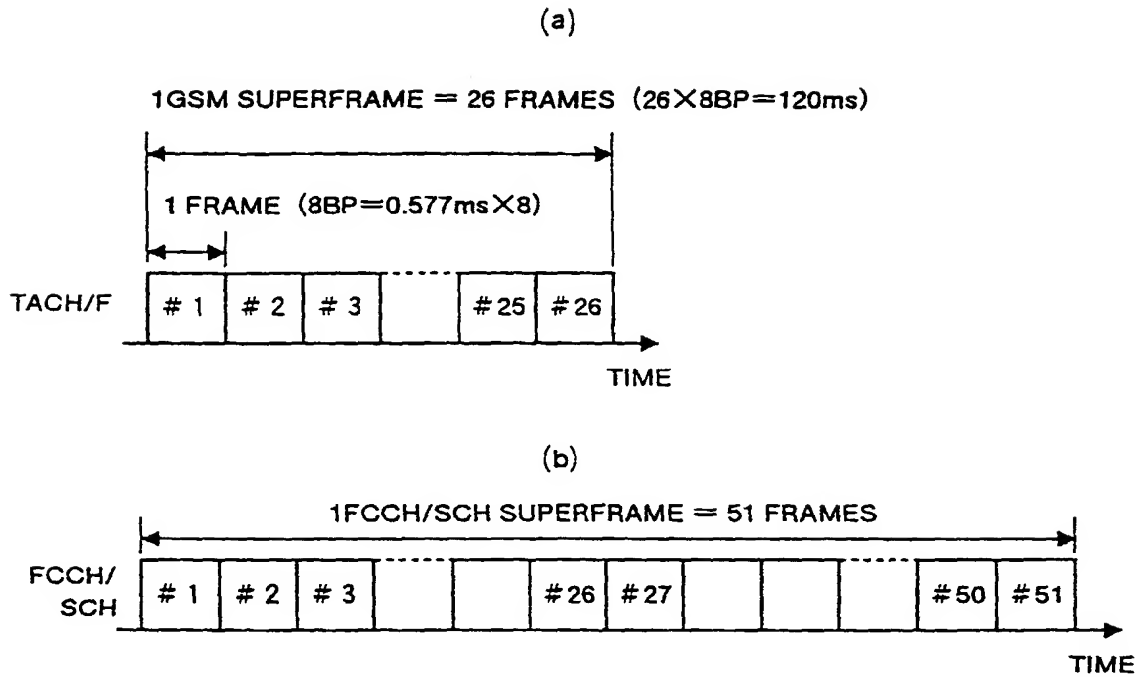 (a)
1GSM SUPERFRAME = 26 FRAMES (26×8BP=120ms)
1 FRAME (8BP=0.577ms×8)
TACH/F # 1 # 2 # 3 #25 #26
TIME
(b)
1FCCH/SCH SUPERFRAME = 51 FRAMES
FCCH/
SCH # 1 # 2 # 3 #26 #27 #50 #51
TIME